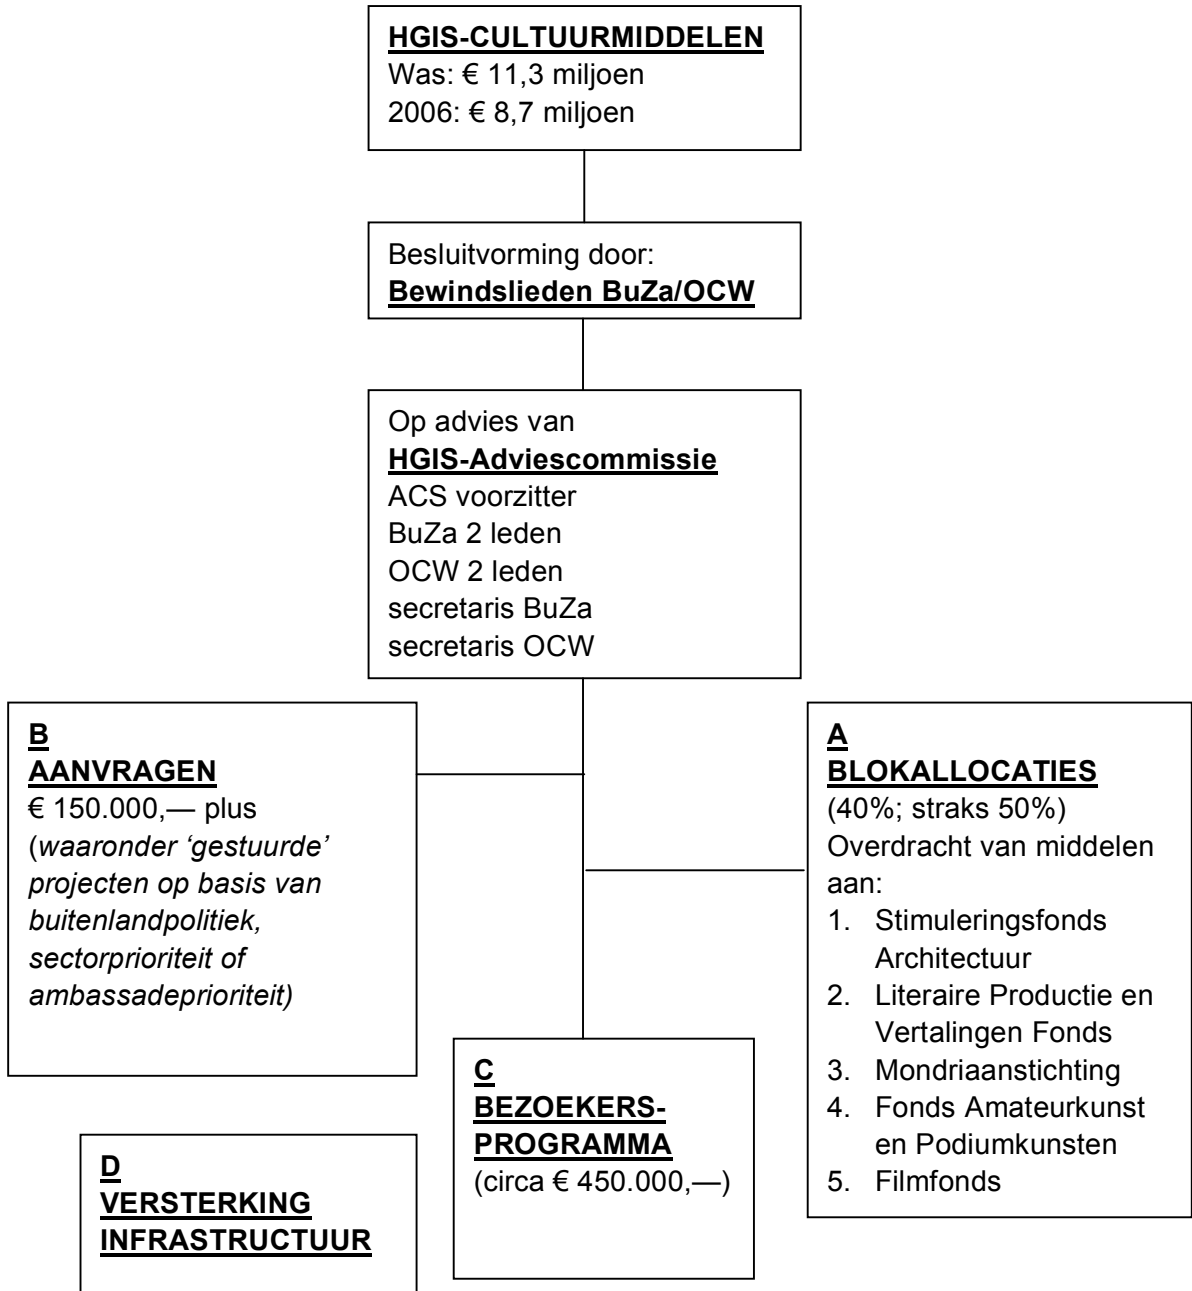 HGIS-CULTUURMIDDELEN
Was: € 11,3 miljoen
2006: € 8,7 miljoen
Besluitvorming door:
Bewindslieden BuZa/OCW
Op advies van
HGIS-Adviescommissie
ACS voorzitter
BuZa 2 leden
OCW 2 leden
secretaris BuZa
secretaris OCW
B
AANVRAGEN
€ 150.000,— plus
(waaronder ‘gestuurde’
projecten op basis van
buitenlandpolitiek,
sectorprioriteit of
ambassadeprioriteit)
A
BLOKALLOCATIES
(40%; straks 50%)
Overdracht van middelen
aan:
1. Stimuleringsfonds
Architectuur
2. Literaire Productie en
Vertalingen Fonds
3. Mondriaanstichting
4. Fonds Amateurkunst
en Podiumkunsten
5. Filmfonds
C
BEZOEKERS-
PROGRAMMA
(circa € 450.000,—)
D
VERSTERKING
INFRASTRUCTUUR